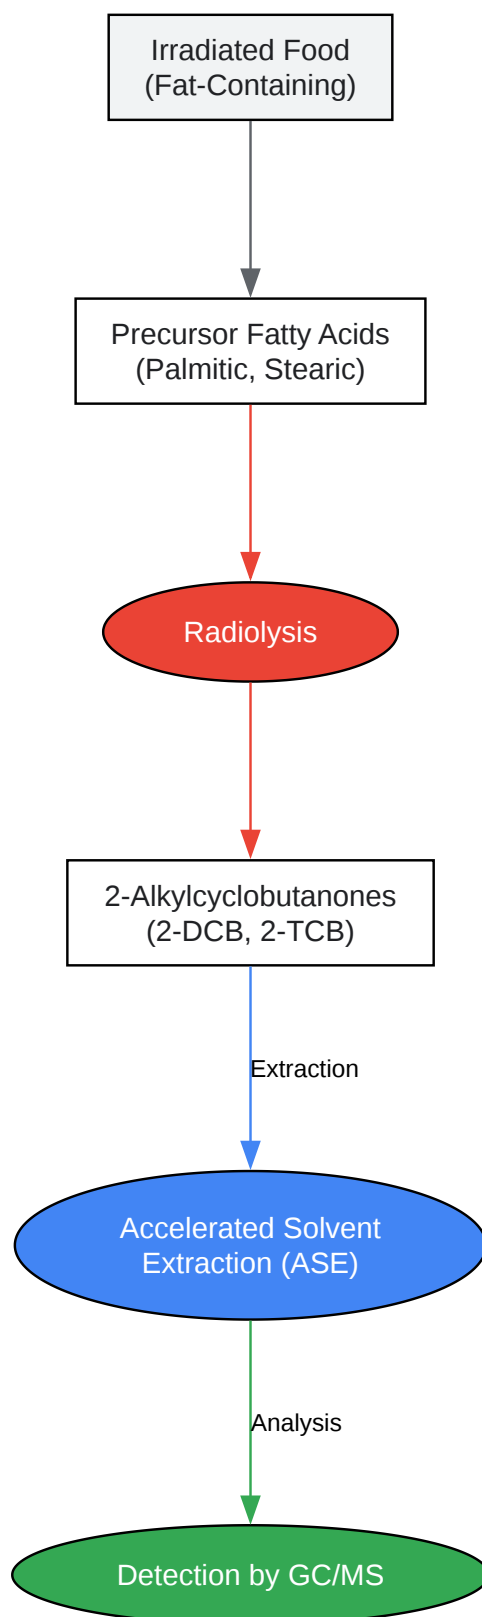 Irradiated Food
(Fat-Containing)
Precursor Fatty Acids
(Palmitic, Stearic)
Radiolysis
2-Alkylcyclobutanones
(2-DCB, 2-TCB)
Extraction
Accelerated Solvent
Extraction (ASE)
Analysis
Detection by GC/MS